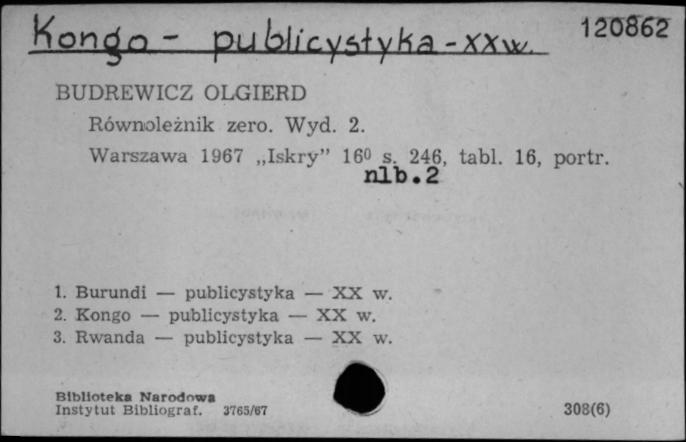 Kongo - publicystyka - XX w. 120862
BUDREWICZ OLGIERD
Równoleżnik zero. Wyd. 2.
Warszawa 1967 „Iskry” 16⁰ s. 246, tabl. 16, portr.
nlb.2
1. Burundi — publicystyka — XX w.
2. Kongo — publicystyka — XX w.
3. Rwanda — publicystyka — XX w.
Biblioteka Narodowa
Instytut Bibliograf. 3765/67 308(6)